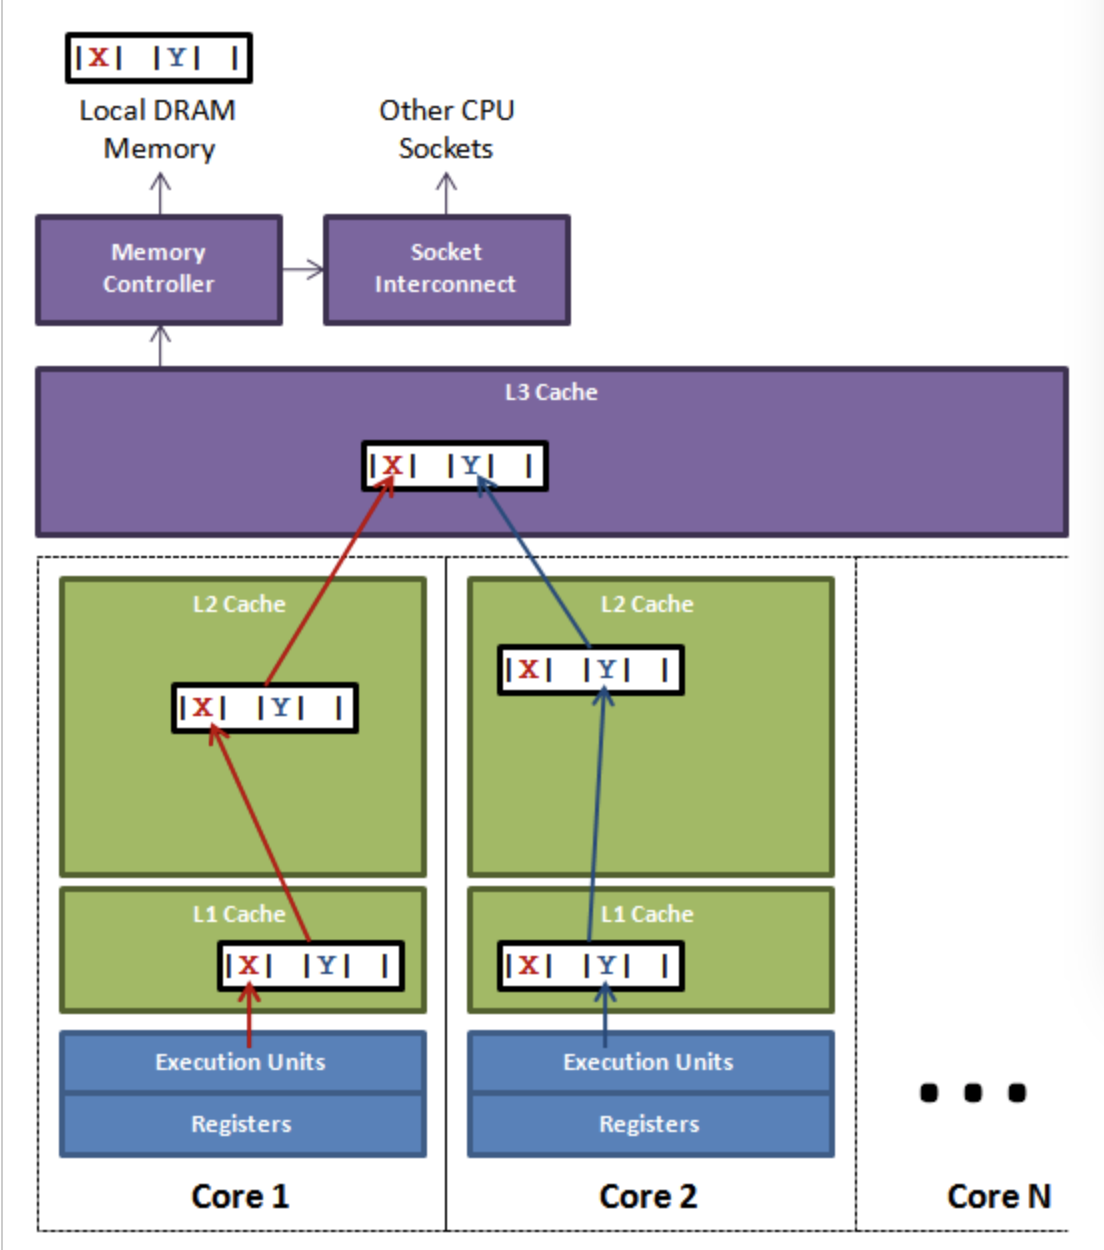 |X| |Y| |
Local DRAM
Memory
Other CPU
Sockets
Memory
Controller
Socket
Interconnect
L3 Cache
|X| |Y| |
L2 Cache
|X| |Y| |
L1 Cache
|X| |Y| |
Execution Units
Registers
Core 1
L2 Cache
|X| |Y| |
L1 Cache
|X| |Y| |
Execution Units
Registers
Core 2
...
Core N